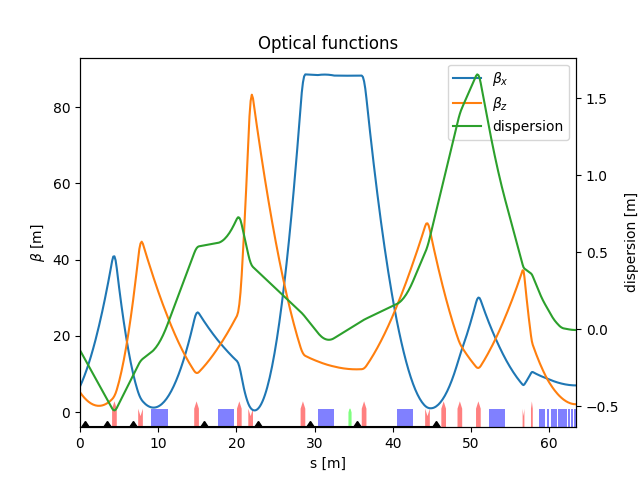 Optical functions
β [m]
80
60
40
20
0
βx
βz
dispersion
1.5
1.0
0.5
0.0
−0.5
dispersion [m]
0 10 20 30 40 50 60
s [m]